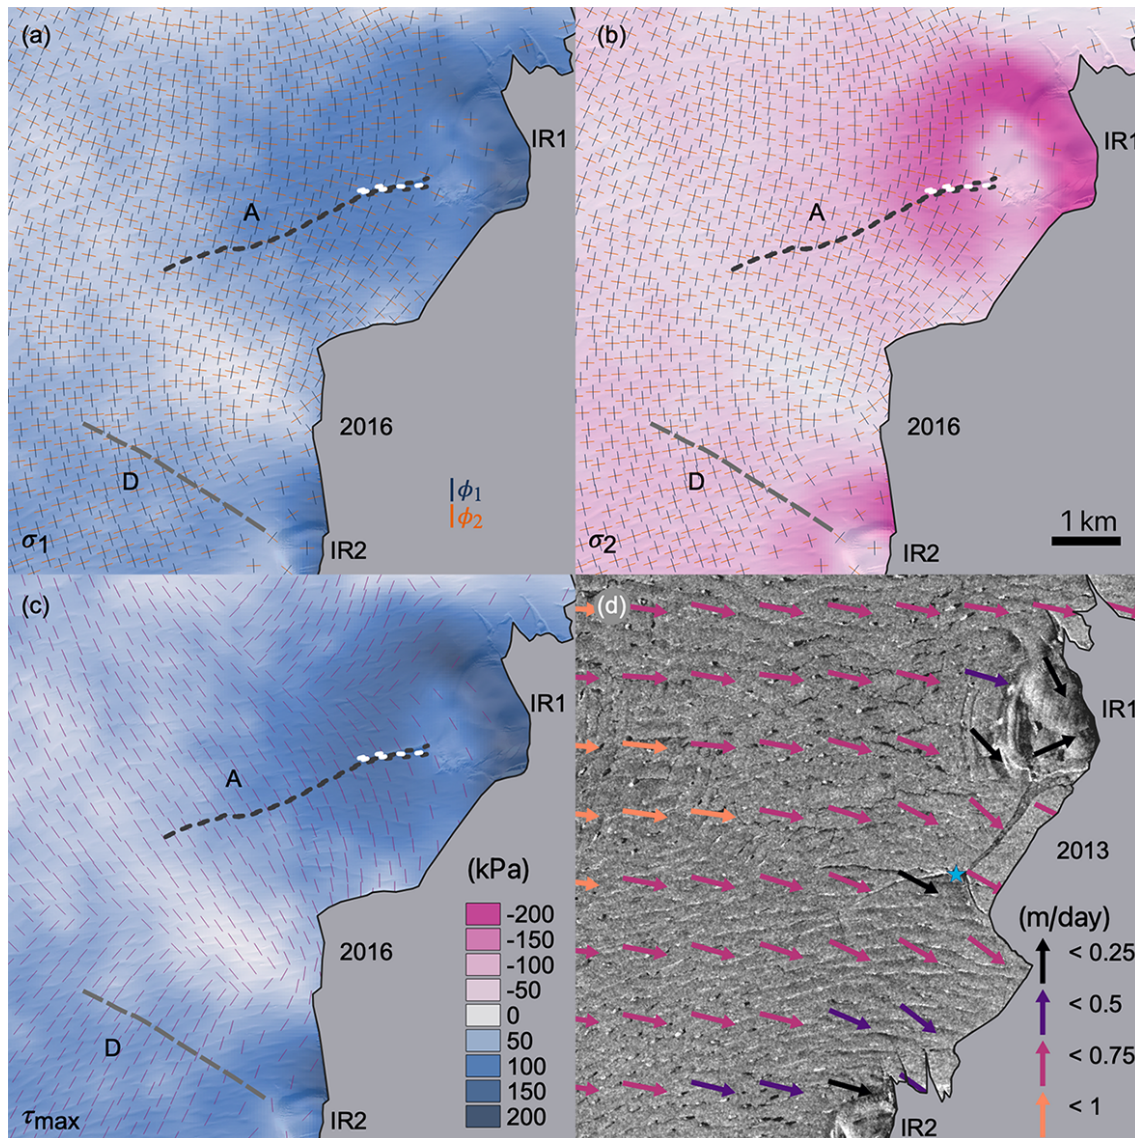 (a)
IR1
A
2016
D
ϕ1
ϕ2
σ1
IR2
(b)
IR1
A
2016
D
σ2
IR2
1 km
(c)
IR1
A
(kPa)
-200
-150
-100
-50
0
50
100
150
200
2016
D
τmax
IR2
(d)
IR1
2013
(m/day)
< 0.25
< 0.5
< 0.75
< 1
IR2